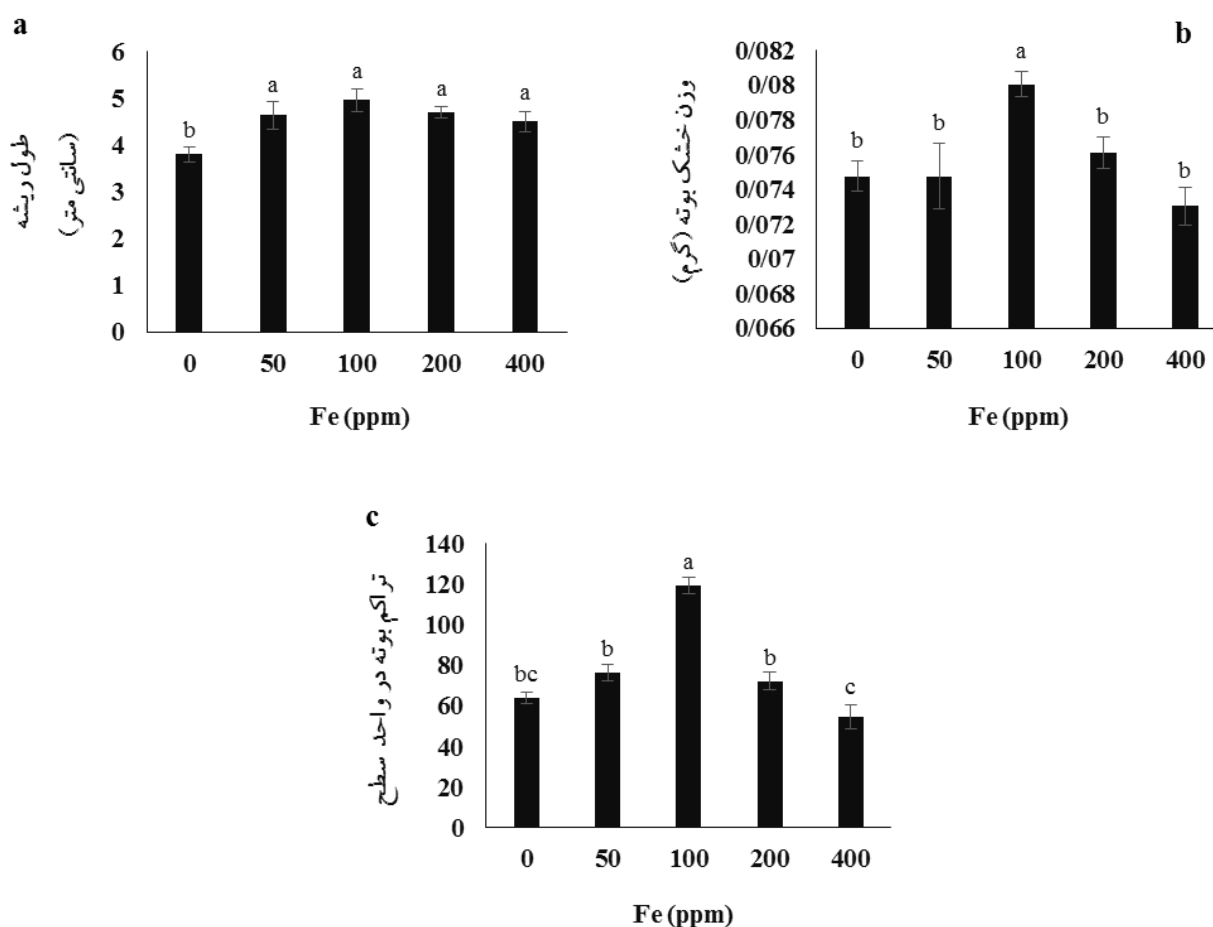 a
طول ریشه
(سانتی متر)
6
5
4
3
2
1
0
b
a
a
a
a
0 50 100 200 400
Fe (ppm)
b
وزن خشک بوته (گرم)
0/082
0/08
0/078
0/076
0/074
0/072
0/07
0/068
0/066
b
b
a
b
b
0 50 100 200 400
Fe (ppm)
c
تراکم بوته در واحد سطح
140
120
100
80
60
40
20
0
bc
b
a
b
c
0 50 100 200 400
Fe (ppm)